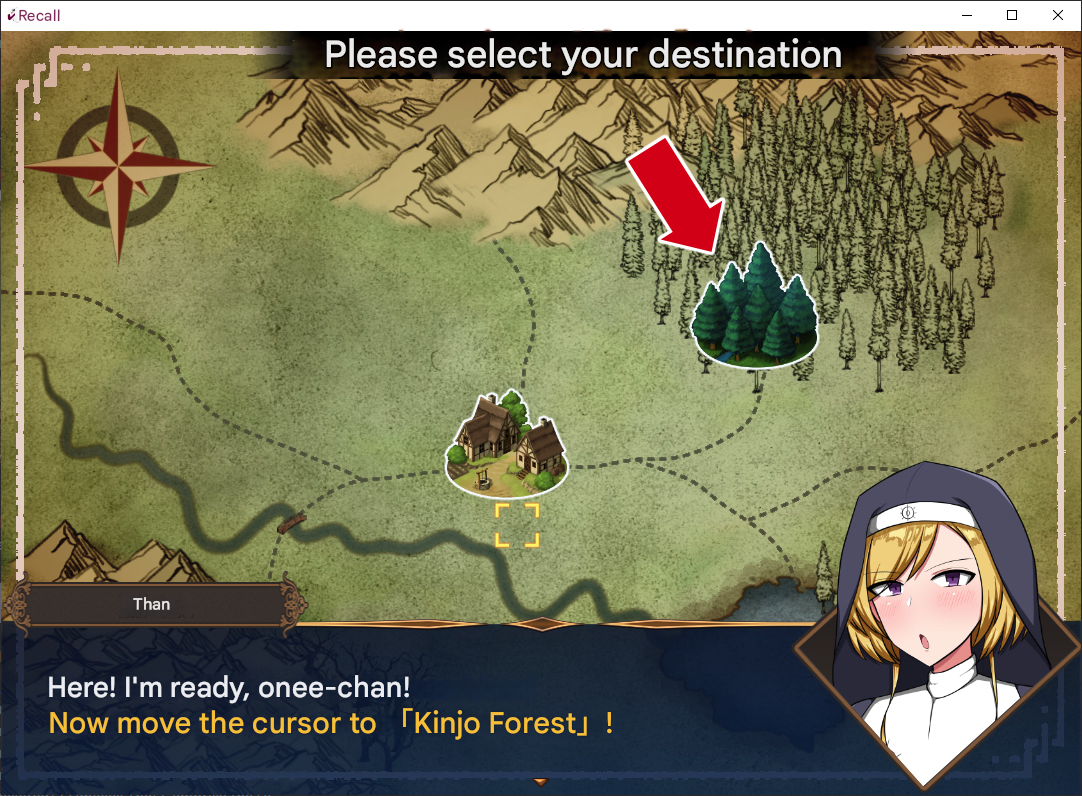 Recall
Please select your destination
Than
Here! I'm ready, onee-chan!
Now move the cursor to 「Kinjo Forest」!